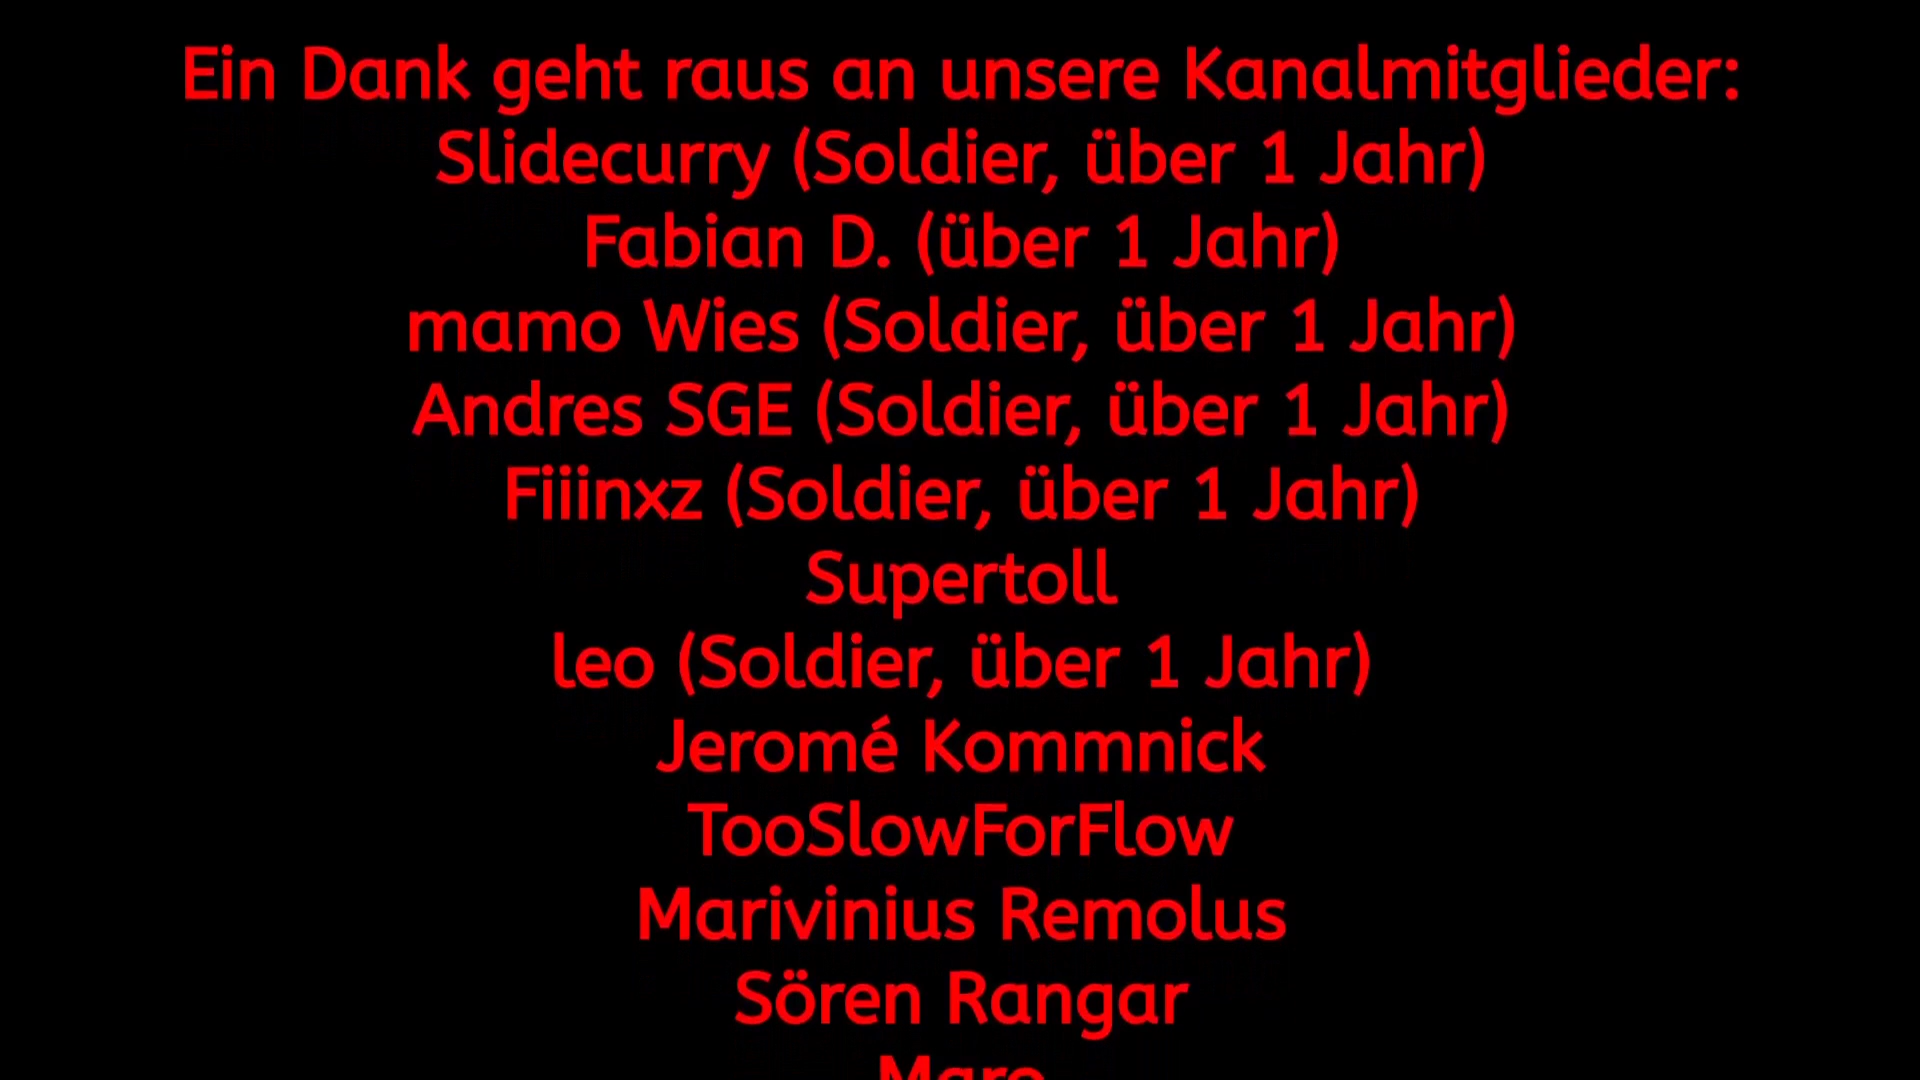 Ein Dank geht raus an unsere Kanalmitglieder:
Slidecurry (Soldier, über 1 Jahr)
Fabian D. (über 1 Jahr)
mamo Wies (Soldier, über 1 Jahr)
Andres SGE (Soldier, über 1 Jahr)
Fiiinxz (Soldier, über 1 Jahr)
Supertoll
leo (Soldier, über 1 Jahr)
Jeromé Kommnick
TooSlowForFlow
Marivinius Remolus
Sören Rangar